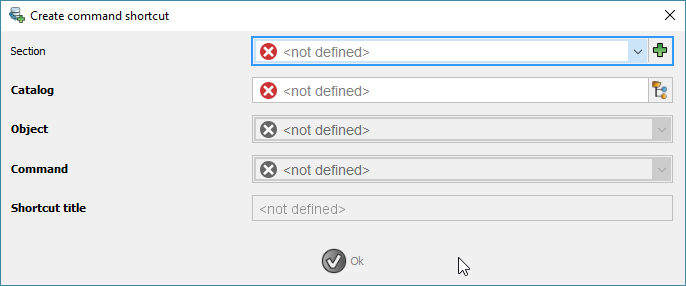 Create command shortcut
Section <not defined>
Catalog <not defined>
Object <not defined>
Command <not defined>
Shortcut title <not defined>
Ok